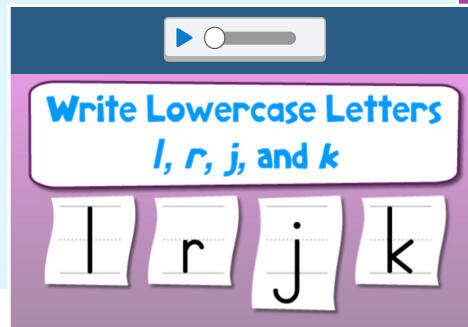 Write Lowercase Letters
l, r, j, and k
l r j k